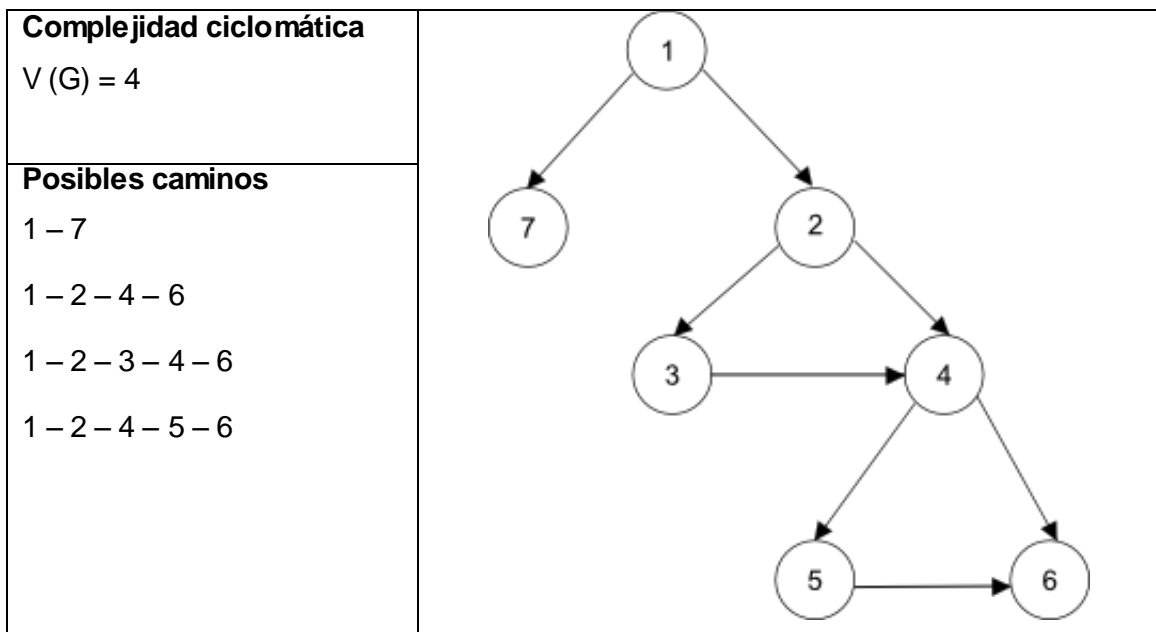 Complejidad ciclomática
V (G) = 4
Posibles caminos
1 – 7
1 – 2 – 4 – 6
1 – 2 – 3 – 4 – 6
1 – 2 – 4 – 5 – 6
1
7
2
3
4
5
6